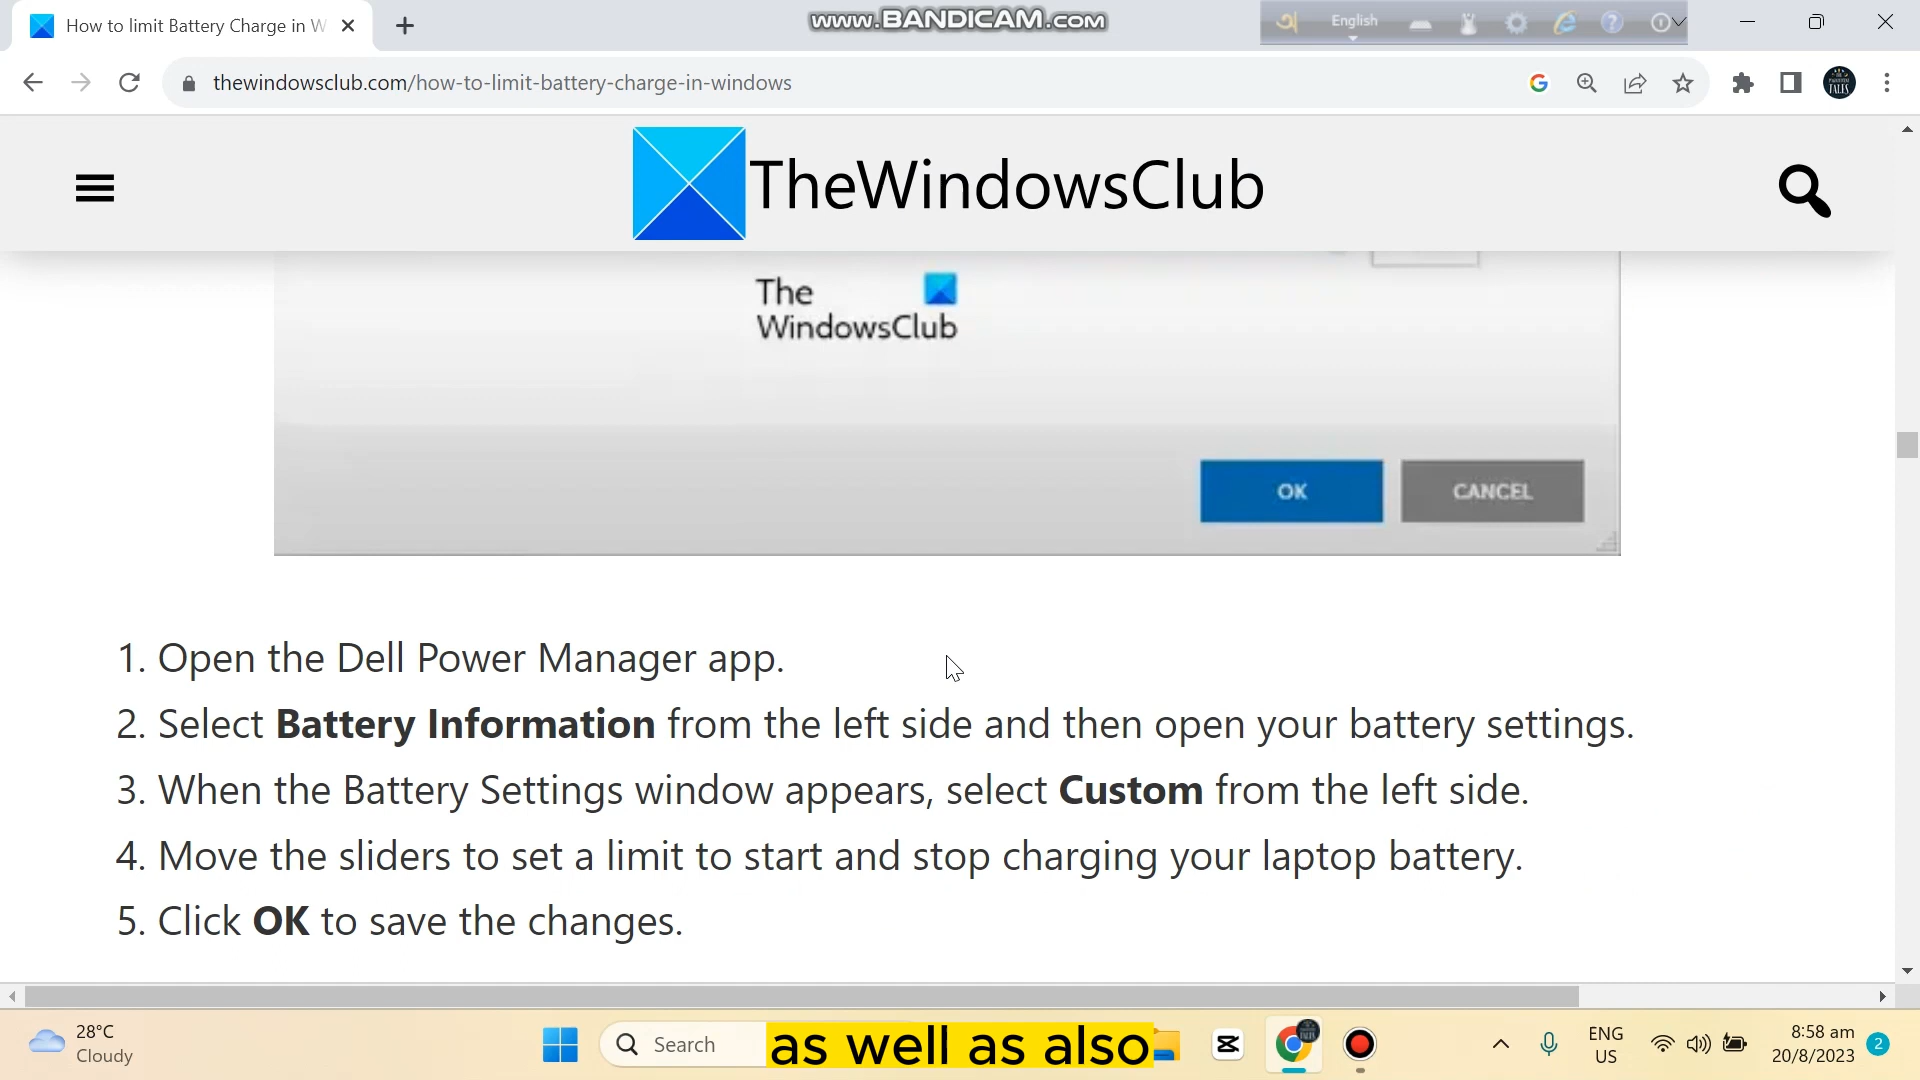 How to limit Battery Charge in W
www.BANDICAM.com
English
thewindowsclub.com/how-to-limit-battery-charge-in-windows
TheWindowsClub
The
WindowsClub
OK
CANCEL
1. Open the Dell Power Manager app.
2. Select Battery Information from the left side and then open your battery settings.
3. When the Battery Settings window appears, select Custom from the left side.
4. Move the sliders to set a limit to start and stop charging your laptop battery.
5. Click OK to save the changes.
28°C
Cloudy
Search
as well as also
ENG
US
8:58 am
20/8/2023
2